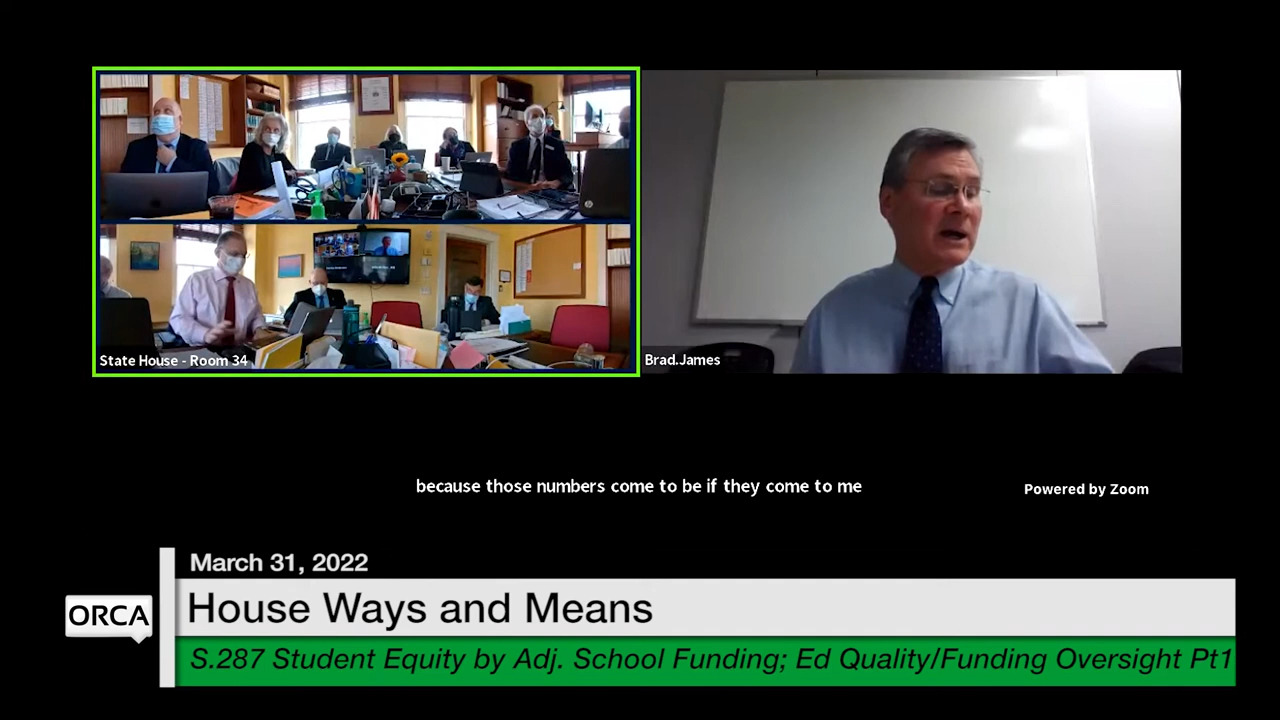 State House - Room 34
Brad.James
because those numbers come to be if they come to me
Powered by Zoom
March 31, 2022
ORCA
House Ways and Means
S.287 Student Equity by Adj. School Funding; Ed Quality/Funding Oversight Pt1